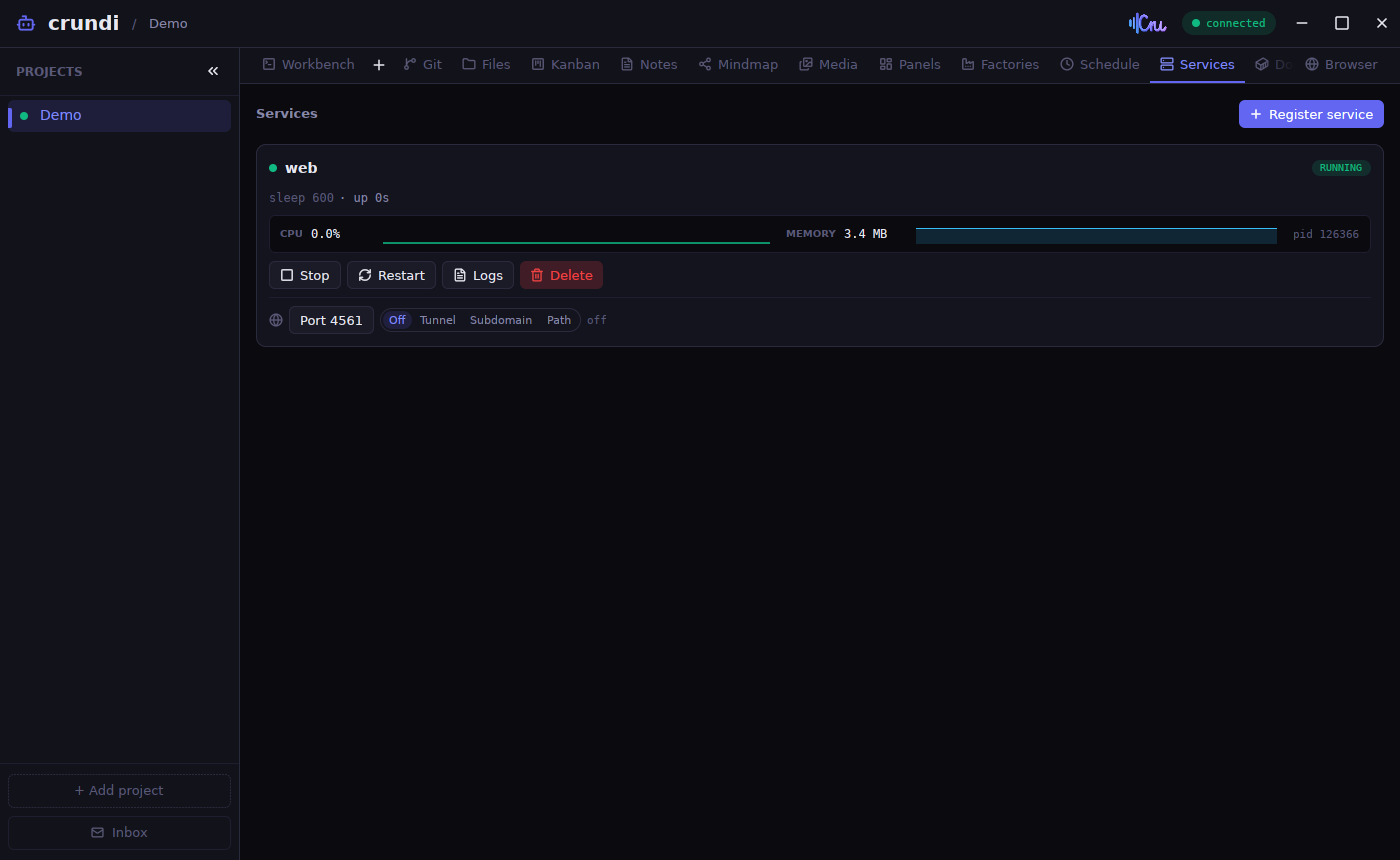 crundi / Demo
Cru
connected
PROJECTS
Workbench + Git Files Kanban Notes Mindmap Media Panels Factories Schedule Services Do Browser
Demo
Services
+ Register service
web
RUNNING
sleep 600 · up 0s
CPU 0.0% MEMORY 3.4 MB pid 126366
Stop Restart Logs Delete
Port 4561 Off Tunnel Subdomain Path off
+ Add project
Inbox